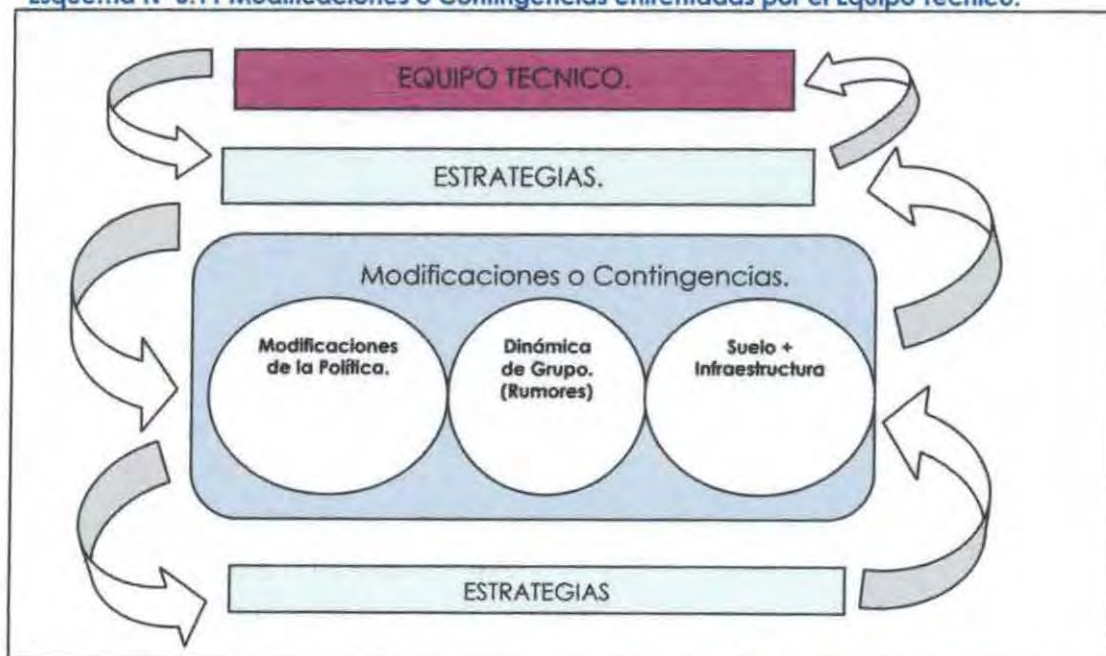 Modificaciones o Contingencias enfrentadas por el Equipo Técnico.
EQUIPO TECNICO.
ESTRATEGIAS.
Modificaciones o Contingencias.
Modificaciones
de la Política.
Dinámica
de Grupo.
(Rumores)
Suelo +
Infraestructura
ESTRATEGIAS